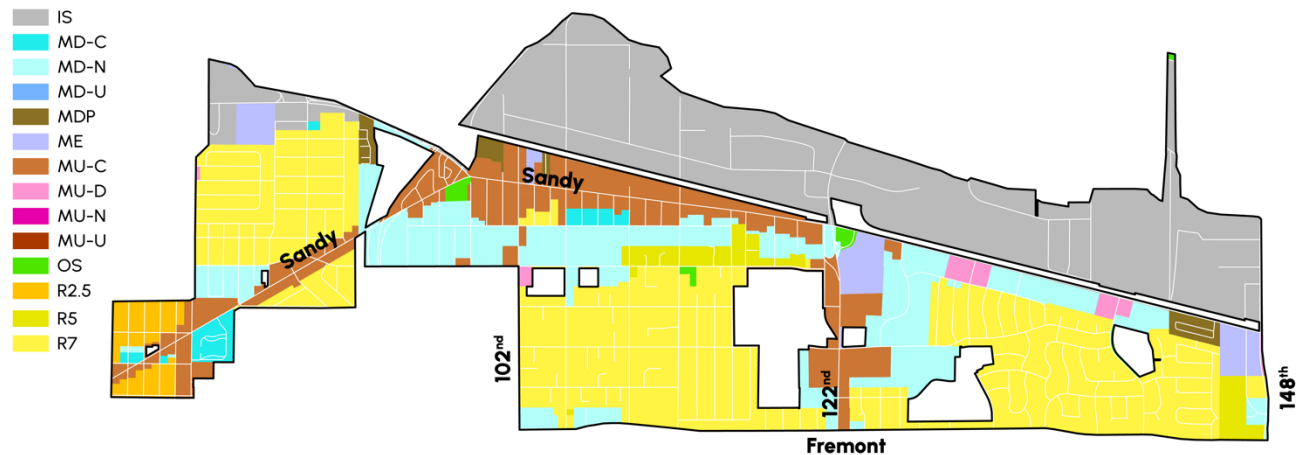 IS
MD-C
MD-N
MD-U
MDP
ME
MU-C
MU-D
MU-N
MU-U
OS
R2.5
R5
R7
Sandy
Sandy
102nd
122nd
148th
Fremont